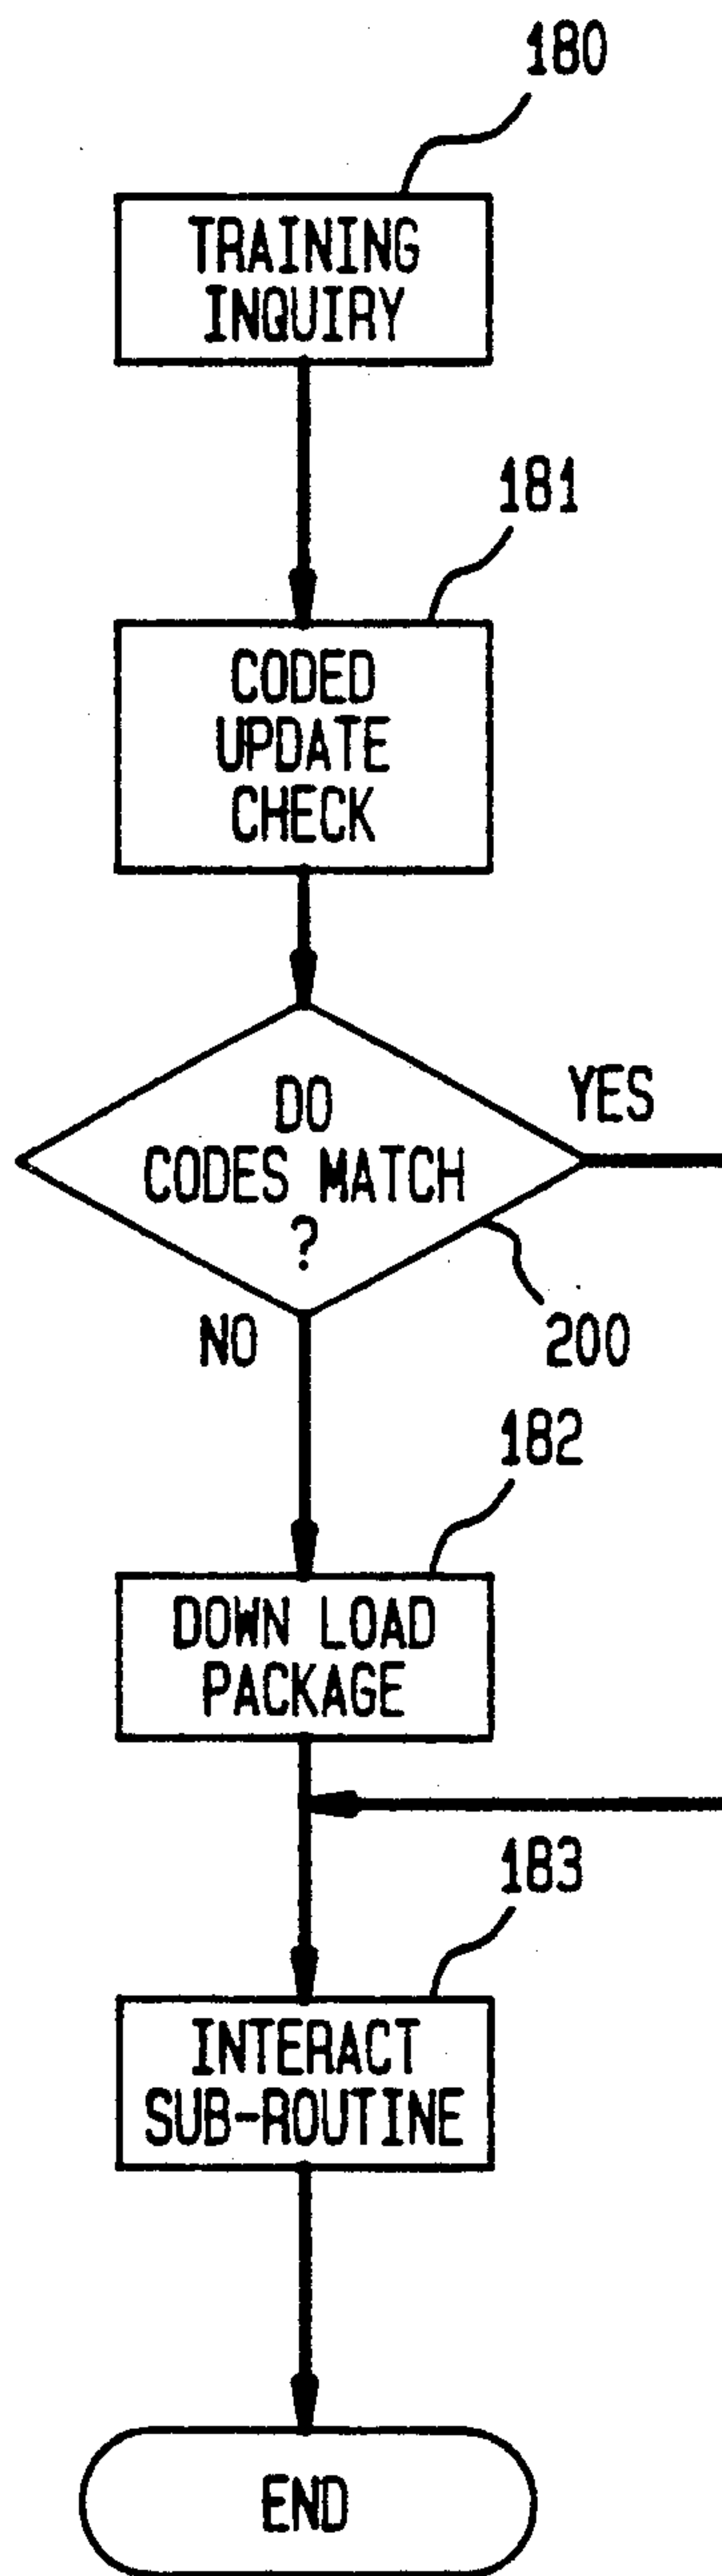 180
TRAINING
INQUIRY
181
CODED
UPDATE
CHECK
DO
CODES MATCH
?
YES
NO
200
182
DOWN LOAD
PACKAGE
183
INTERACT
SUB-ROUTINE
END